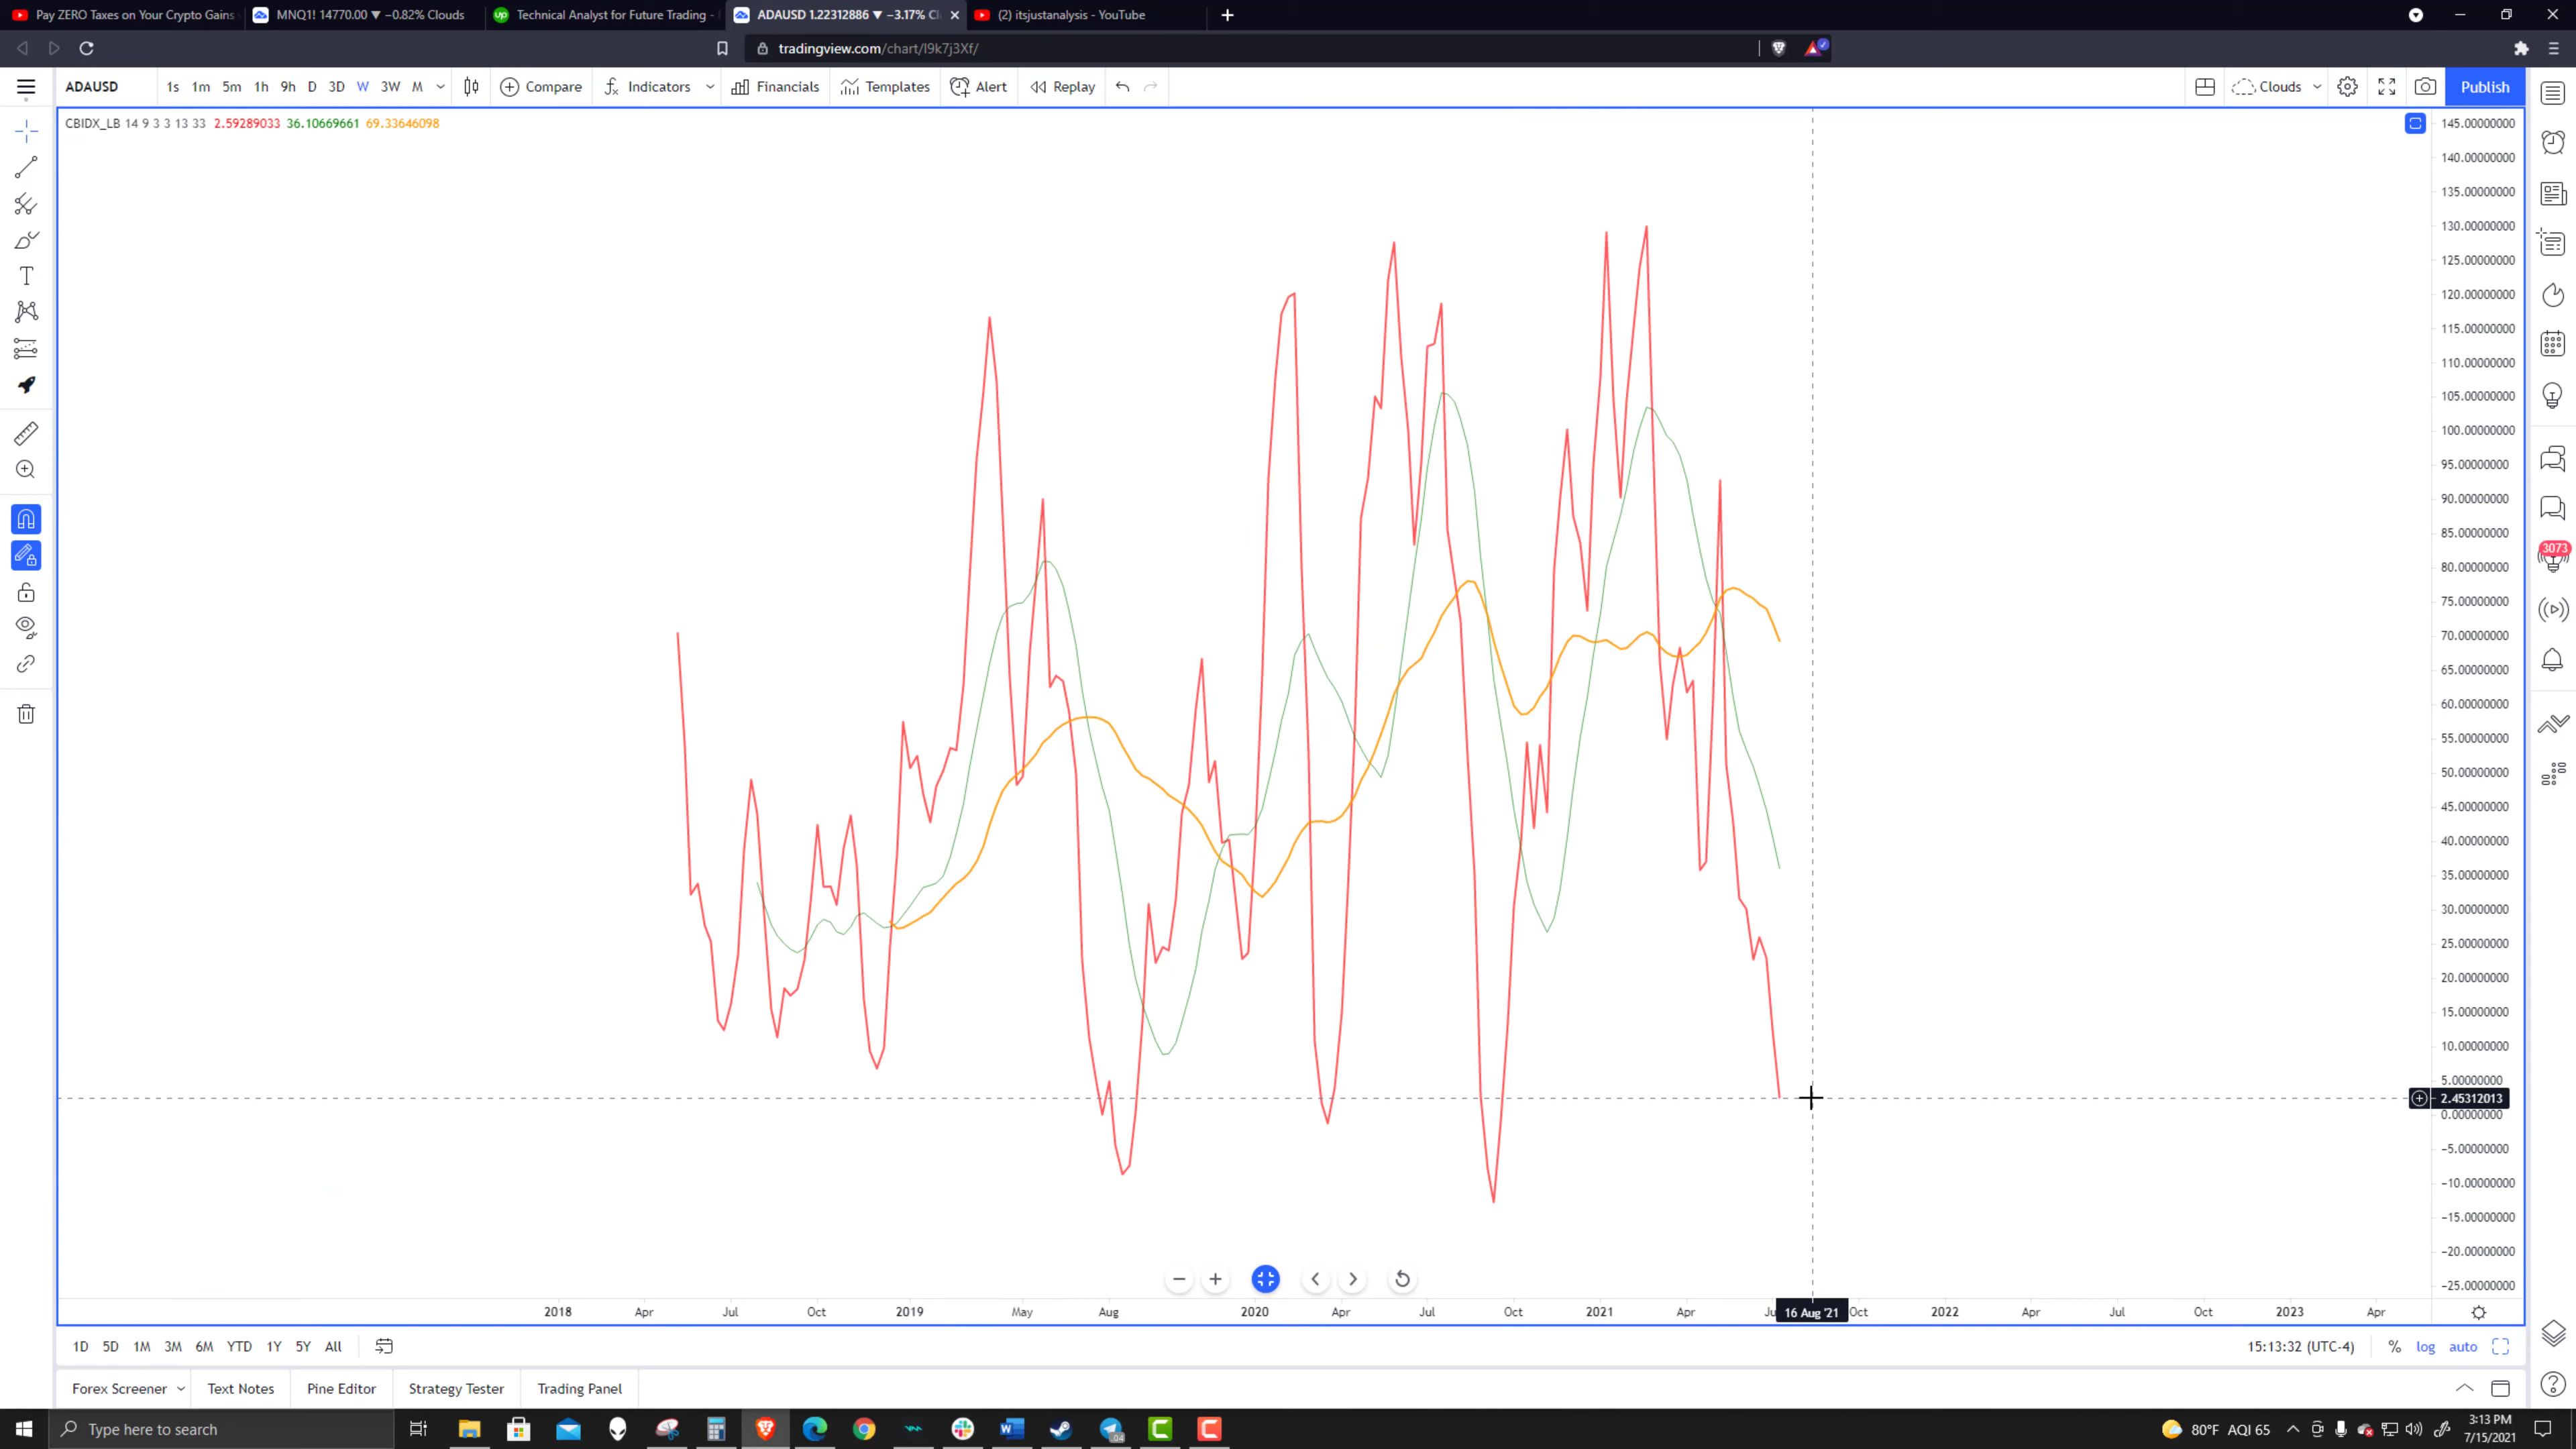 Pay ZERO Taxes on Your Crypto Gains
MNQ1! 14770.00 ▼ −0.82% Clouds
up Technical Analyst for Future Trading -
ADAUSD 1.22312886 ▼ −3.17% Cl
(2) itsjustanalysis - YouTube
tradingview.com/chart/l9k7j3Xf/
ADAUSD 1s 1m 5m 1h 9h D 3D W 3W M Compare Indicators Financials Templates Alert Replay Clouds Publish
CBIDX_LB 14 9 3 3 13 33 2.59289033 36.10669661 69.33646098
145.00000000
140.00000000
135.00000000
130.00000000
125.00000000
120.00000000
115.00000000
110.00000000
105.00000000
100.00000000
95.00000000
90.00000000
85.00000000
80.00000000
75.00000000
70.00000000
65.00000000
60.00000000
55.00000000
50.00000000
45.00000000
40.00000000
35.00000000
30.00000000
25.00000000
20.00000000
15.00000000
10.00000000
5.00000000
2.45312013
0.00000000
−5.00000000
−10.00000000
−15.00000000
−20.00000000
−25.00000000
3073
2018 Apr Jul Oct 2019 May Aug 2020 Apr Jul Oct 2021 Apr Ju 16 Aug '21 Oct 2022 Apr Jul Oct 2023 Apr
1D 5D 1M 3M 6M YTD 1Y 5Y All 15:13:32 (UTC-4) % log auto
Forex Screener Text Notes Pine Editor Strategy Tester Trading Panel
Type here to search
80°F AQI 65
3:13 PM
7/15/2021